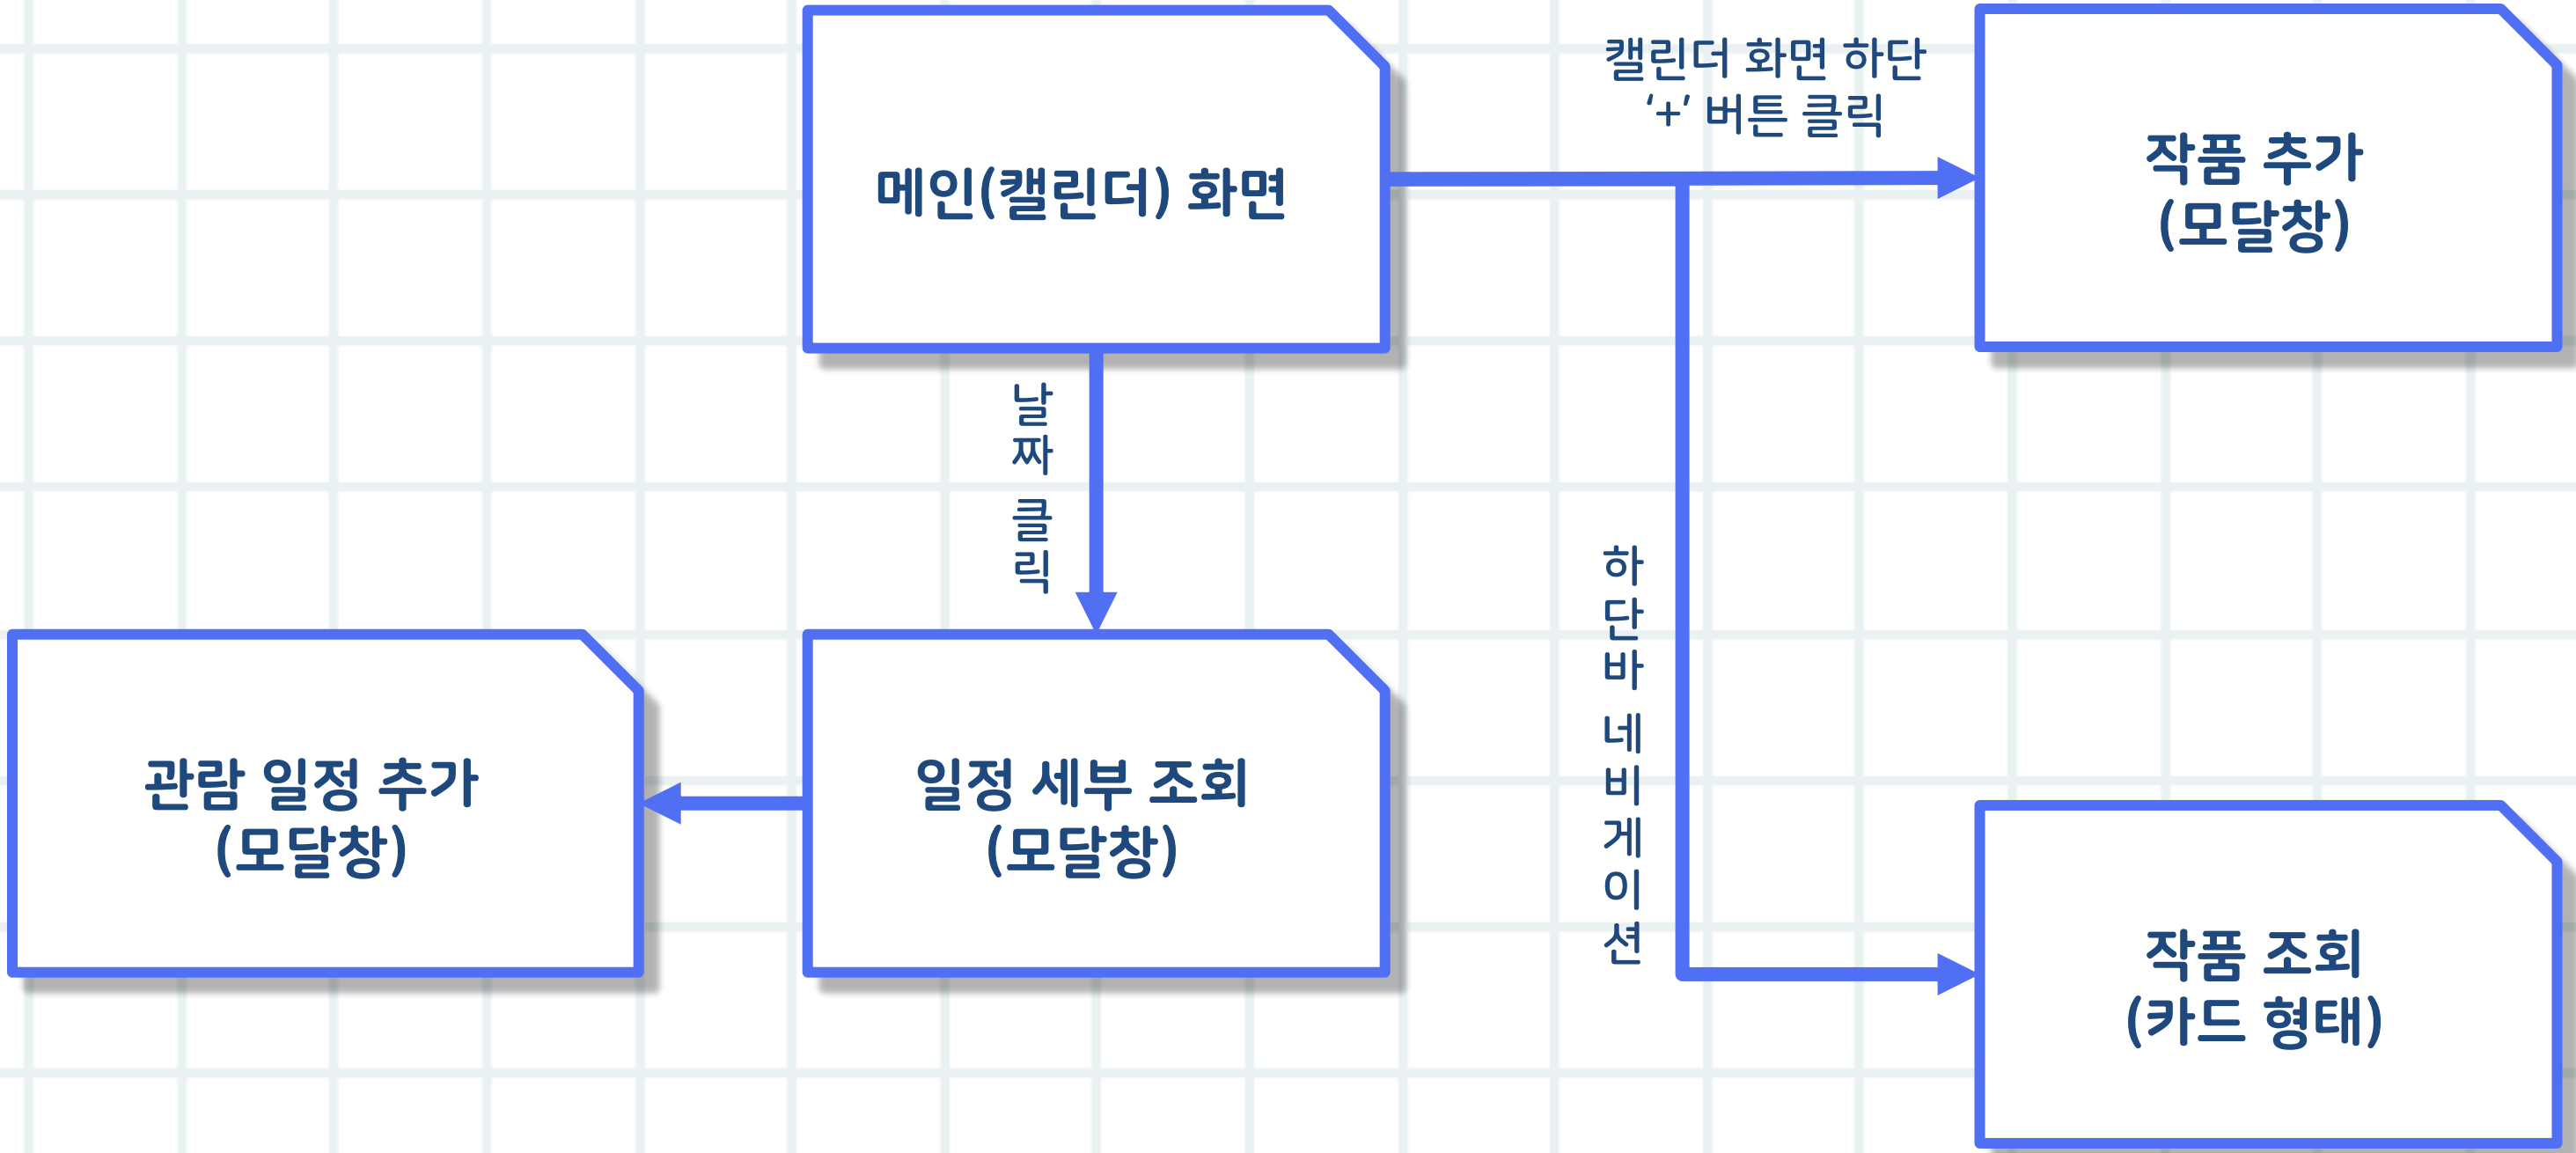 메인(캘린더) 화면
캘린더 화면 하단
‘+’ 버튼 클릭
작품 추가
(모달창)
날짜 클릭
하단바 네비게이션
관람 일정 추가
(모달창)
일정 세부 조회
(모달창)
작품 조회
(카드 형태)